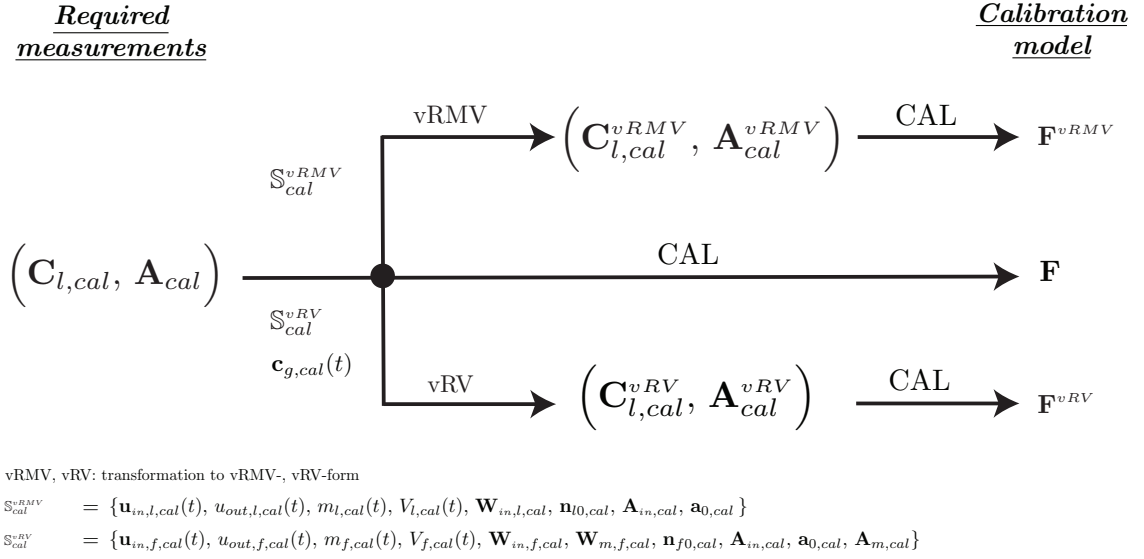 Required measurements
Calibration model
vRMV
(C_{l,cal}^{vRMV}, A_{cal}^{vRMV})
CAL
F^{vRMV}
𝕊_{cal}^{vRMV}
(C_{l,cal}, A_{cal})
CAL
F
𝕊_{cal}^{vRV}
c_{g,cal}(t)
vRV
(C_{l,cal}^{vRV}, A_{cal}^{vRV})
CAL
F^{vRV}
vRMV, vRV: transformation to vRMV-, vRV-form
𝕊_{cal}^{vRMV} = {u_{in,l,cal}(t), u_{out,l,cal}(t), m_{l,cal}(t), V_{l,cal}(t), W_{in,l,cal}, n_{l0,cal}, A_{in,cal}, a_{0,cal} }
𝕊_{cal}^{vRV} = {u_{in,f,cal}(t), u_{out,f,cal}(t), m_{f,cal}(t), V_{f,cal}(t), W_{in,f,cal}, W_{m,f,cal}, n_{f0,cal}, A_{in,cal}, a_{0,cal}, A_{m,cal}}